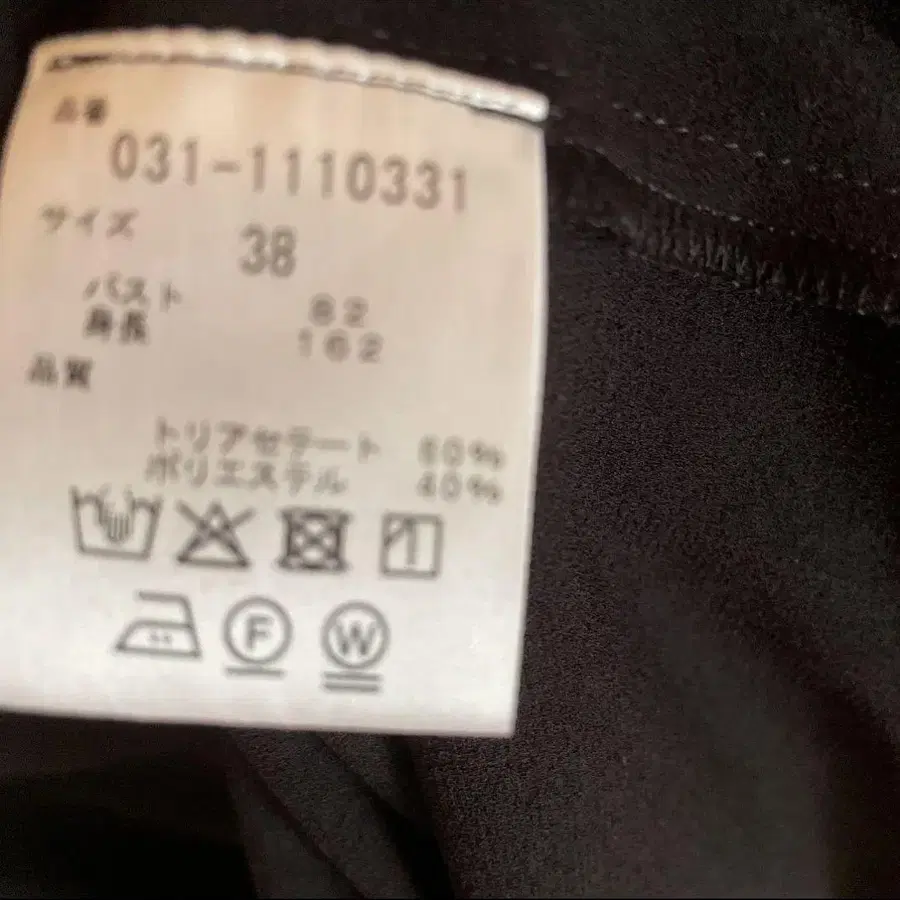 品番
031-1110331
サイズ
38
バスト 82
身長 162
品質
トリアセテート 60%
ポリエステル 40%
F W